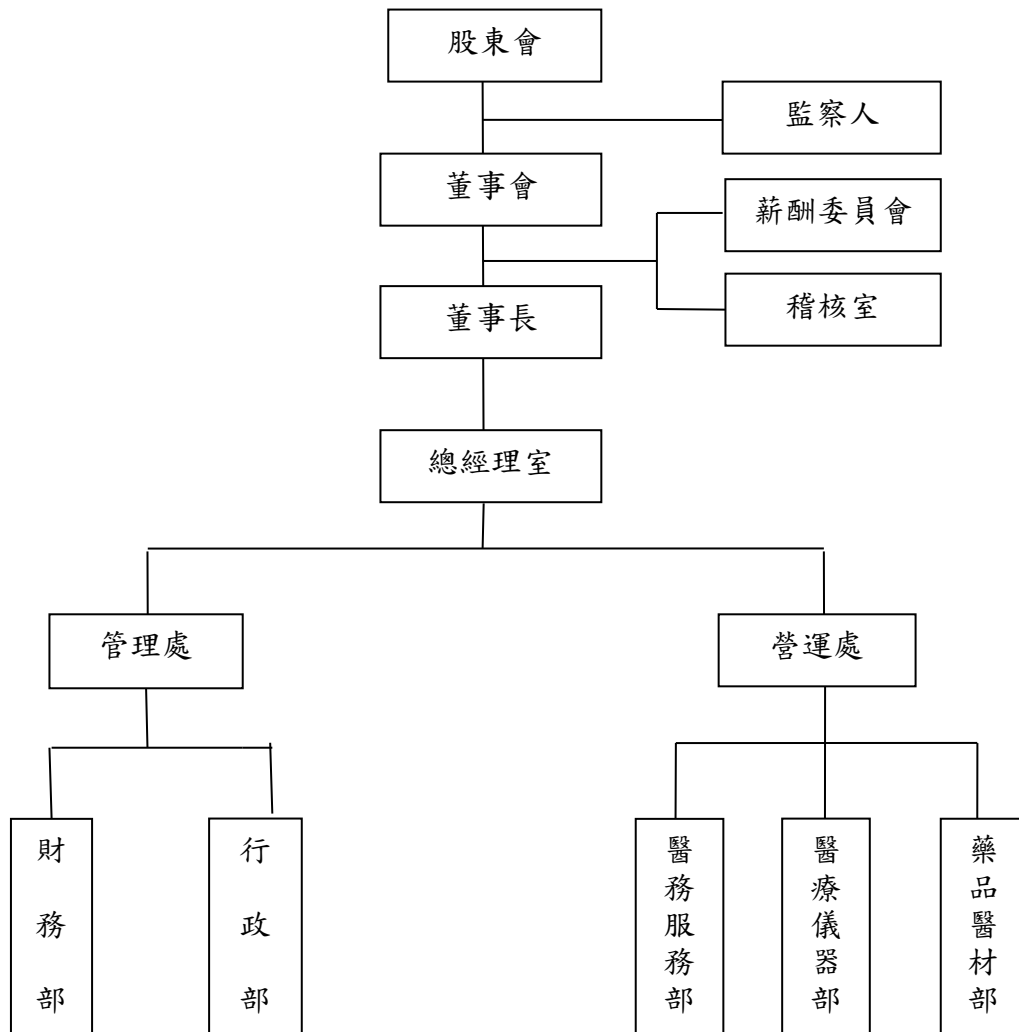 股東會
監察人
董事會
薪酬委員會
稽核室
董事長
總經理室
管理處
營運處
財務部
行政部
醫務服務部
醫療儀器部
藥品醫材部